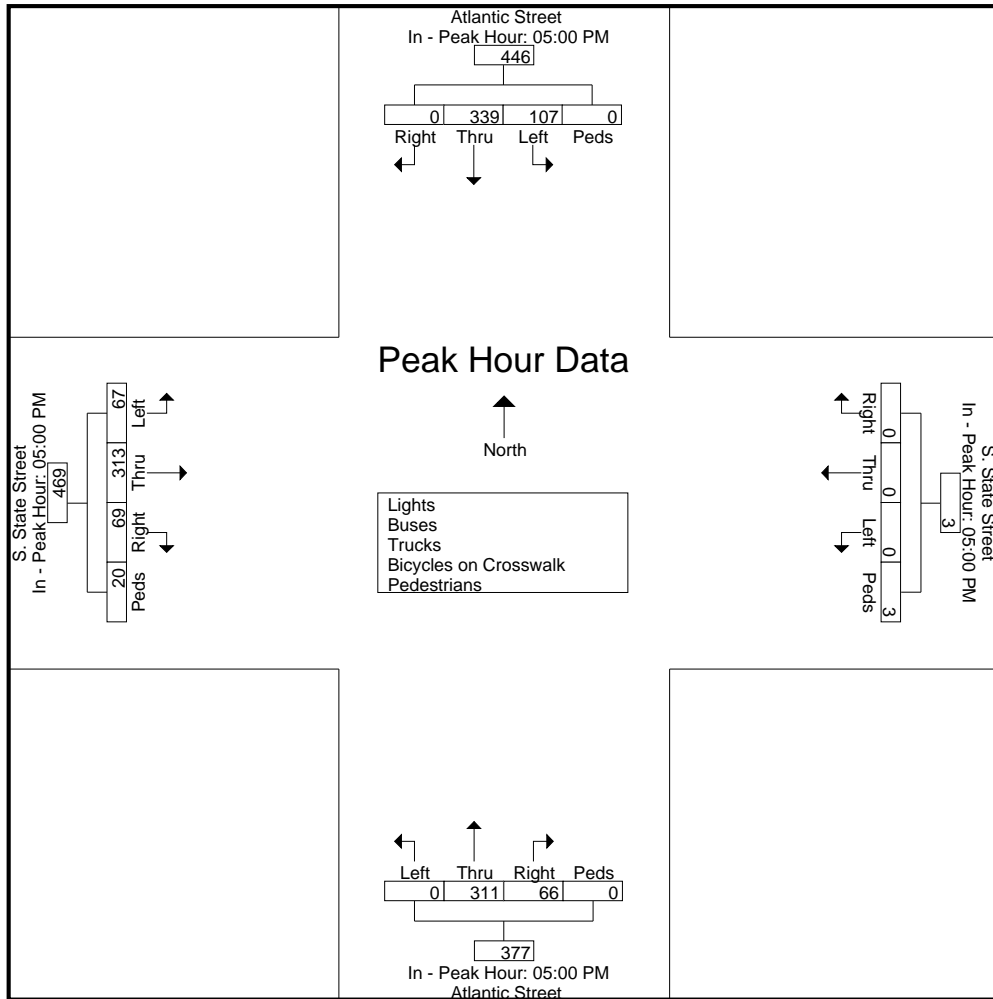 Atlantic Street
In - Peak Hour: 05:00 PM
446
0 339 107 0
Right Thru Left Peds
Peak Hour Data
North
Lights
Buses
Trucks
Bicycles on Crosswalk
Pedestrians
S. State Street
In - Peak Hour: 05:00 PM
469
67 313 69 20
Left Thru Right Peds
S. State Street
In - Peak Hour: 05:00 PM
3
0 0 0 3
Right Thru Left Peds
Left Thru Right Peds
0 311 66 0
377
In - Peak Hour: 05:00 PM
Atlantic Street